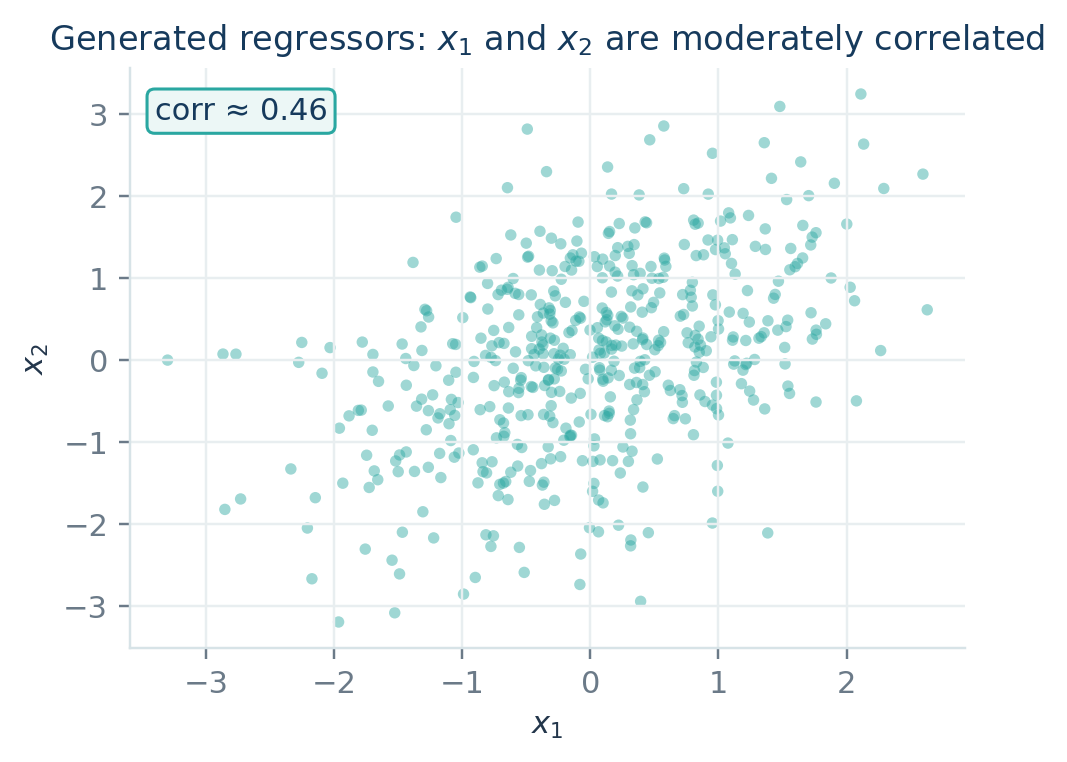 Generated regressors: x₁ and x₂ are moderately correlated
corr ≈ 0.46
3
2
1
0
−1
−2
−3
x₂
−3 −2 −1 0 1 2
x₁